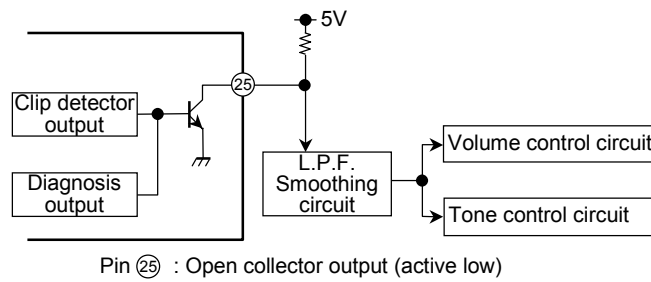 5V
25
Clip detector
output
Diagnosis
output
L.P.F.
Smoothing
circuit
Volume control circuit
Tone control circuit
Pin 25 : Open collector output (active low)